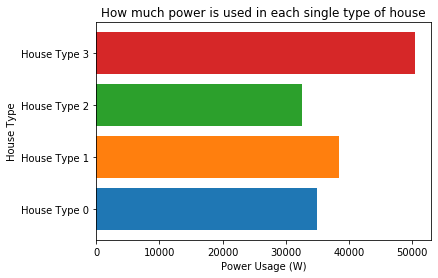 How much power is used in each single type of house
House Type
House Type 3
House Type 2
House Type 1
House Type 0
0 10000 20000 30000 40000 50000
Power Usage (W)